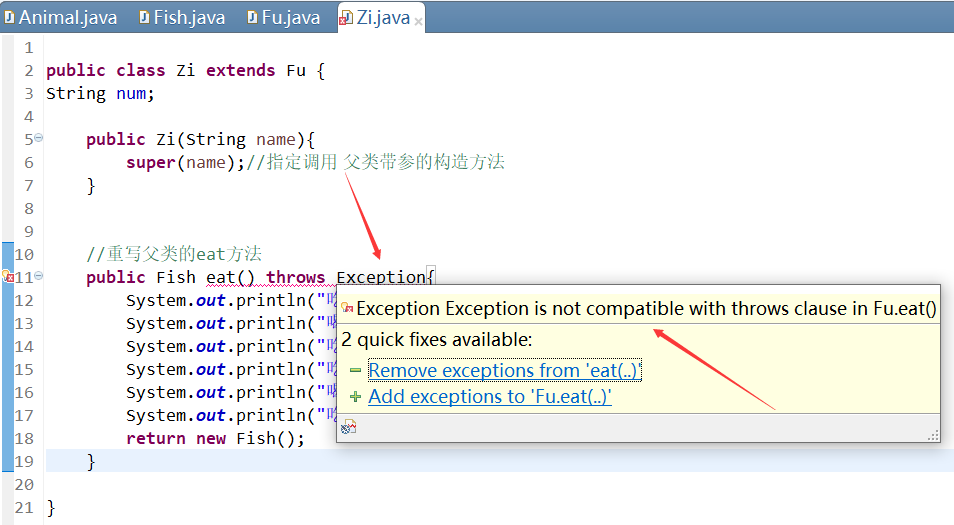 Animal.java Fish.java Fu.java Zi.java
1
2 public class Zi extends Fu {
3 String num;
4
5 public Zi(String name){
6 super(name);//指定调用 父类带参的构造方法
7 }
8
9
10 //重写父类的eat方法
11 public Fish eat() throws Exception{
12 System.out.println("
Exception Exception is not compatible with throws clause in Fu.eat()
13 System.out.println("
2 quick fixes available:
14 System.out.println("
15 System.out.println("
Remove exceptions from 'eat(..)'
16 System.out.println("
Add exceptions to 'Fu.eat(..)'
17 System.out.println("
18 return new Fish();
19 }
20
21 }